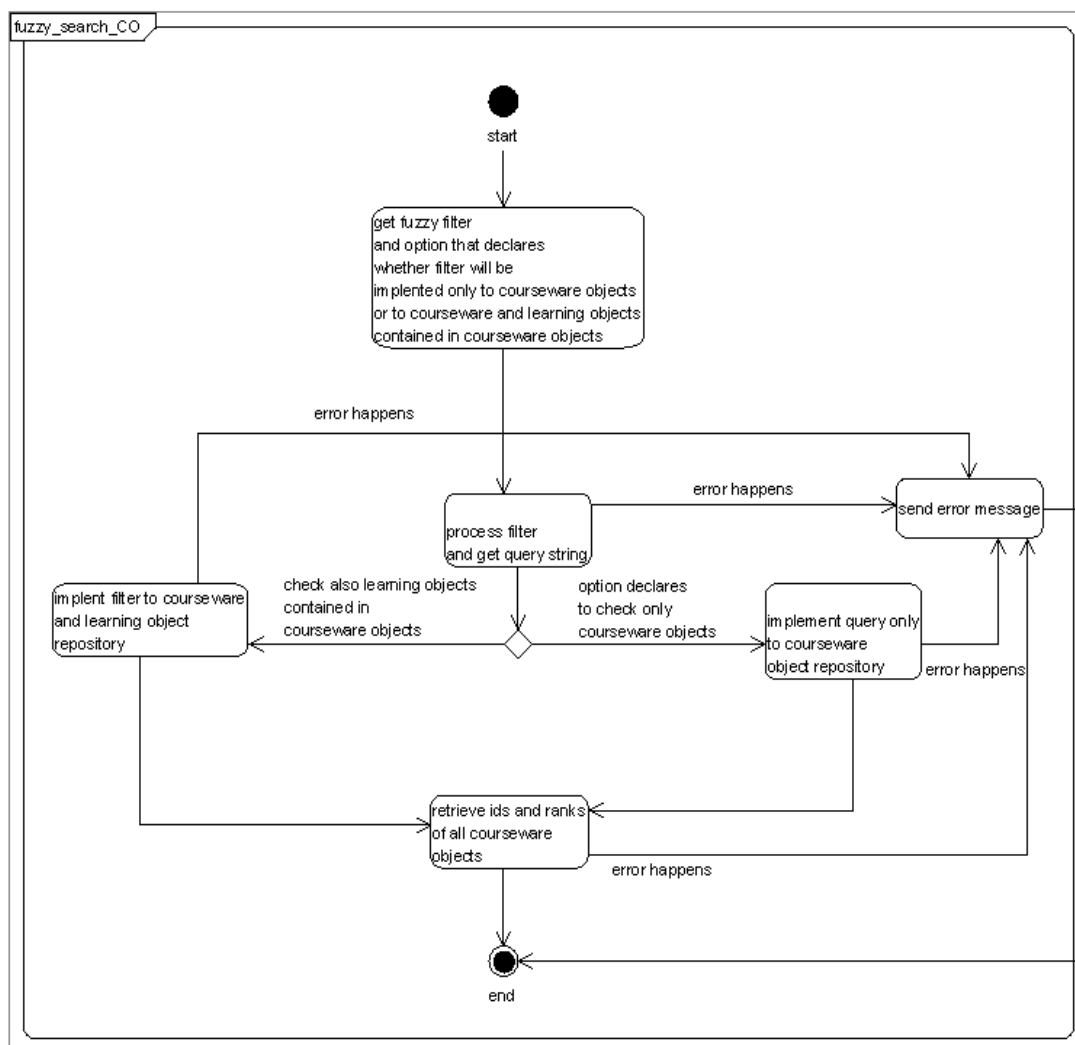 fuzzy_search_CO
start
get fuzzy filter
and option that declares
whether filter will be
implented only to courseware objects
or to courseware and learning objects
contained in courseware objects
error happens
error happens
send error message
process filter
and get query string
check also learning objects
contained in
courseware objects
option declares
to check only
courseware objects
implent filter to courseware
and learning object
repository
implement query only
to courseware
object repository
error happens
retrieve ids and ranks
of all courseware
objects
error happens
end